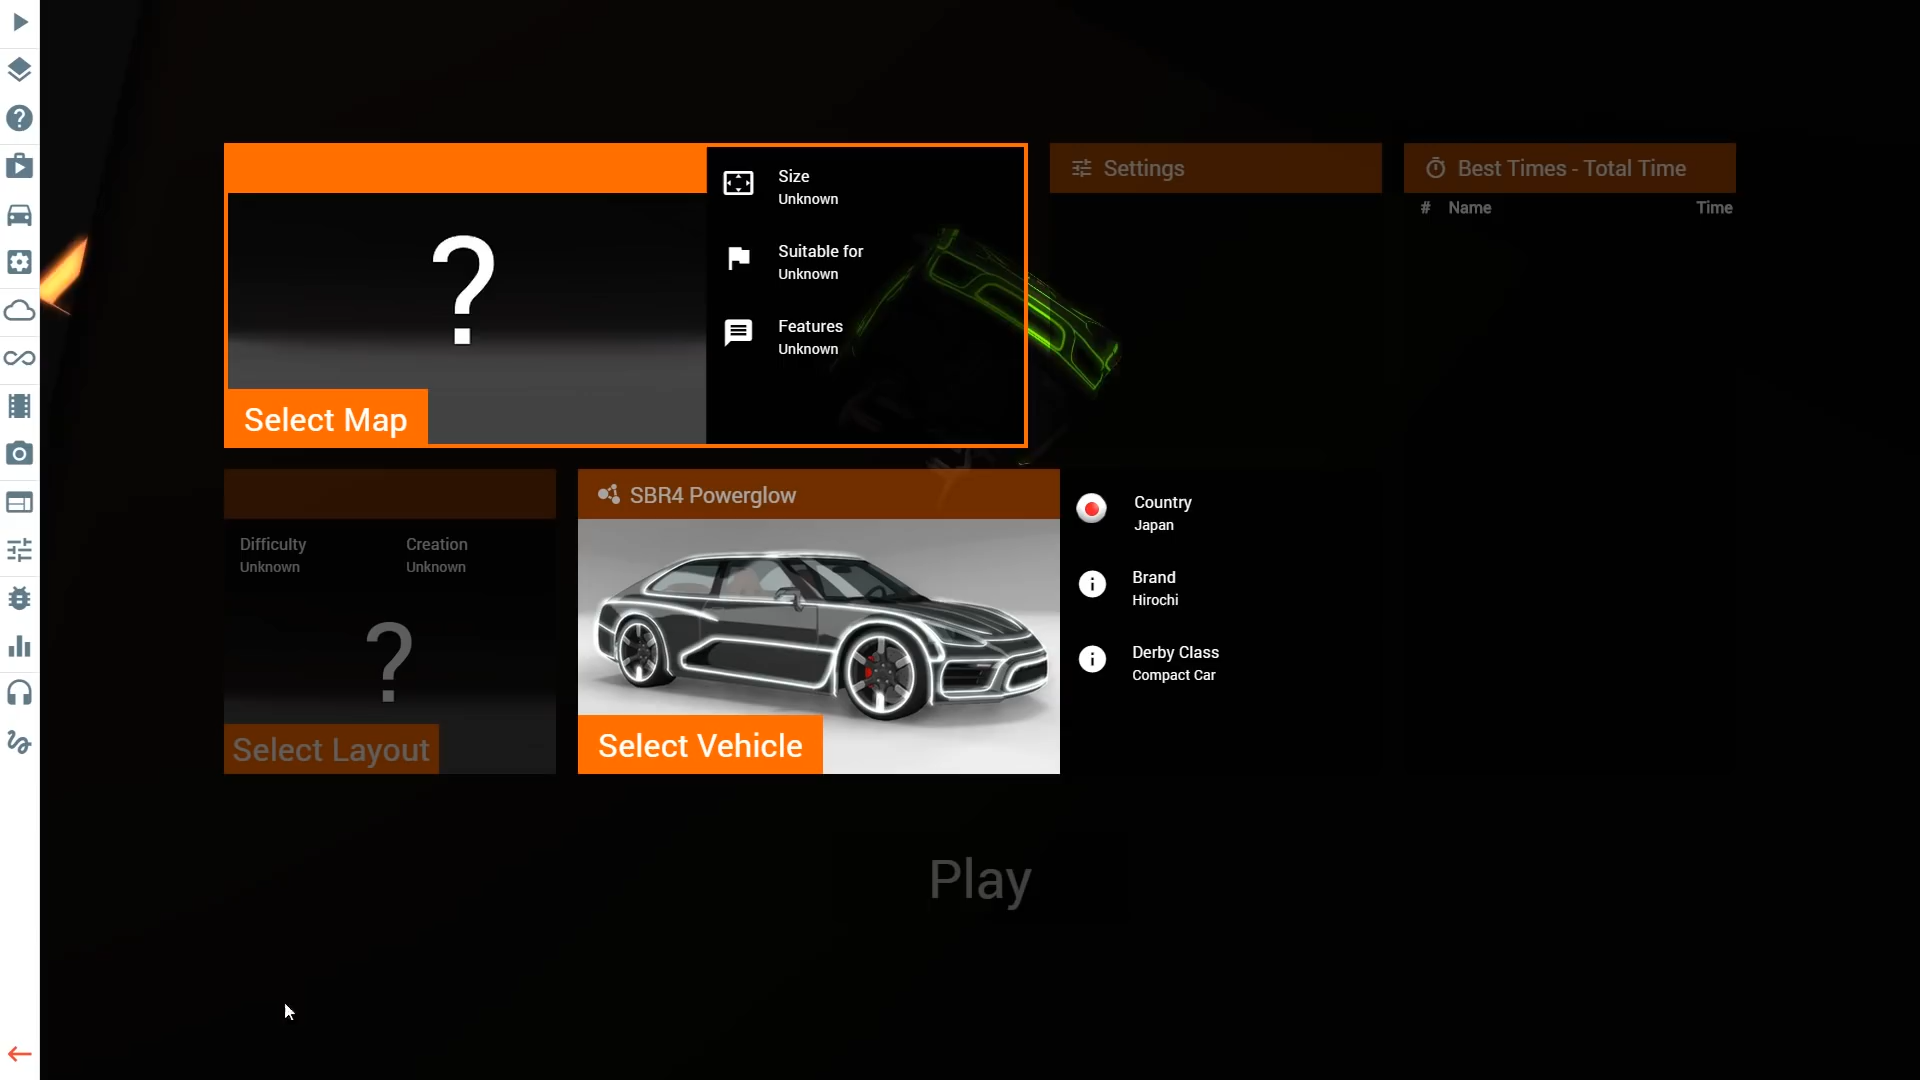 Size
Unknown
Suitable for
Unknown
Features
Unknown
Select Map
Settings
Best Times - Total Time
# Name Time
Difficulty
Unknown
Creation
Unknown
Select Layout
SBR4 Powerglow
Select Vehicle
Country
Japan
Brand
Hirochi
Derby Class
Compact Car
Play